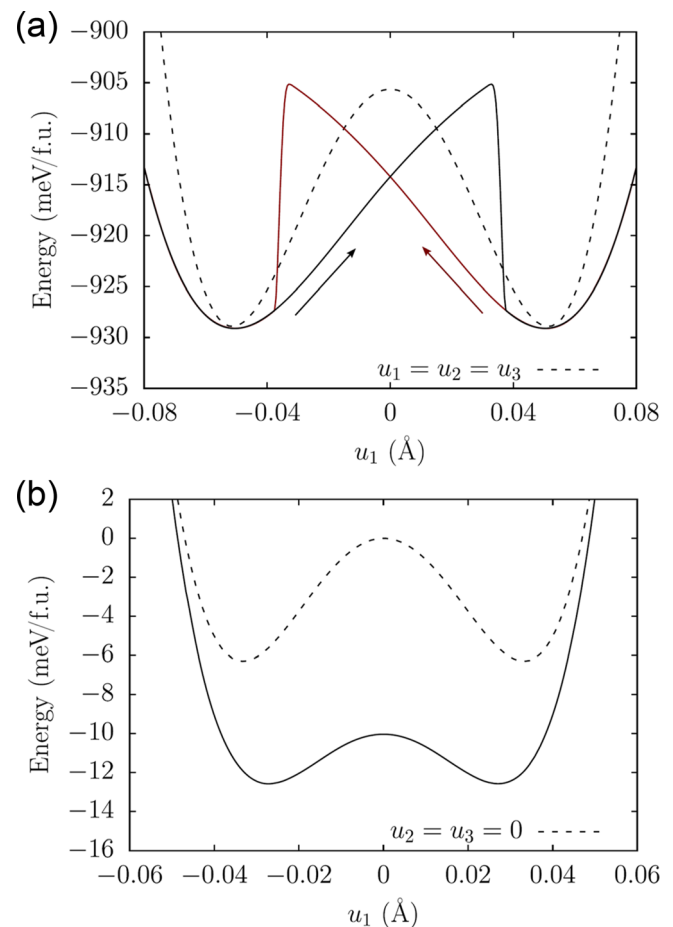 (a)
−900
−905
−910
−915
−920
−925
−930
−935
Energy (meV/f.u.)
u₁ = u₂ = u₃
−0.08 −0.04 0 0.04 0.08
u₁ (Å)
(b)
2
0
−2
−4
−6
−8
−10
−12
−14
−16
Energy (meV/f.u.)
u₂ = u₃ = 0
−0.06 −0.04 −0.02 0 0.02 0.04 0.06
u₁ (Å)